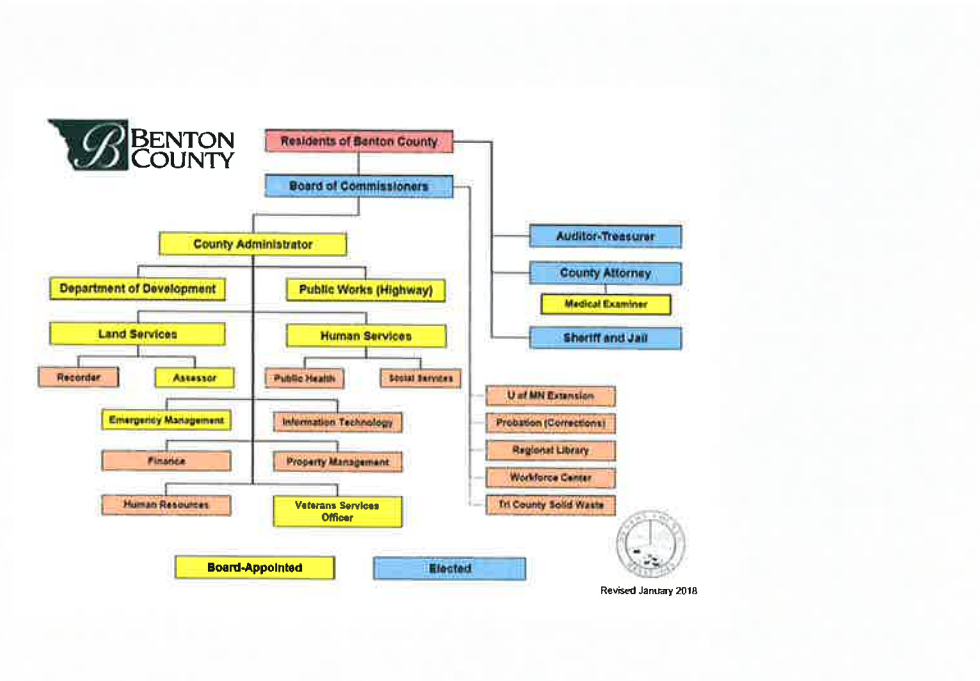 BENTON
COUNTY
Residents of Benton County
Board of Commissioners
County Administrator
Auditor-Treasurer
County Attorney
Medical Examiner
Sheriff and Jail
Department of Development
Public Works (Highway)
Land Services
Human Services
Recorder
Assessor
Public Health
Social Services
Emergency Management
Information Technology
Finance
Property Management
Human Resources
Veterans Services
Officer
U of MN Extension
Probation (Corrections)
Regional Library
Workforce Center
Tri County Solid Waste
Board-Appointed
Elected
Revised January 2018